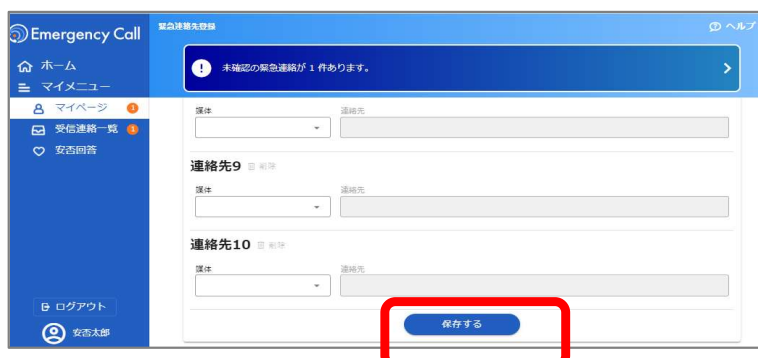 Emergency Call
緊急連絡先登録
ヘルプ
未確認の緊急連絡が 1 件あります。
ホーム
マイメニュー
マイページ 1
受信連絡一覧 1
安否回答
媒体 連絡先
連絡先9 削除
媒体 連絡先
連絡先10 削除
媒体 連絡先
保存する
ログアウト
安否太郎